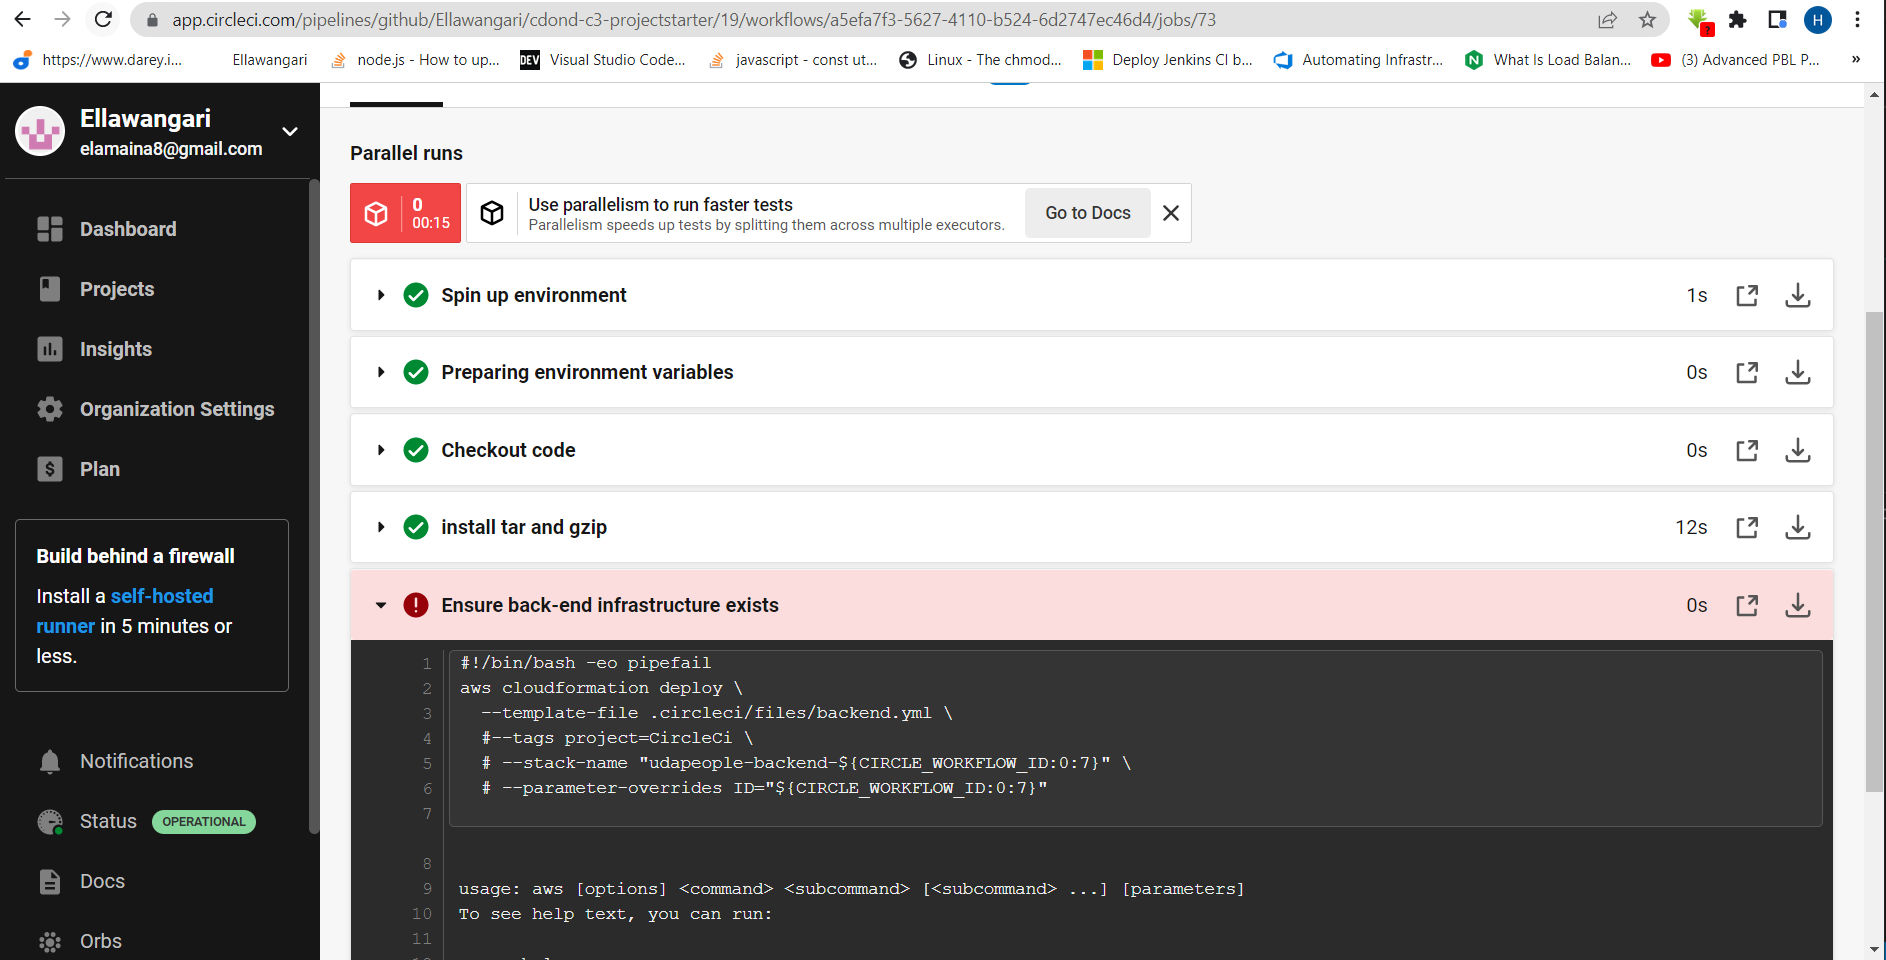 app.circleci.com/pipelines/github/Ellawangari/cdond-c3-projectstarter/19/workflows/a5efa7f3-5627-4110-b524-6d2747ec46d4/jobs/73
H
https://www.darey.i...
Ellawangari
node.js - How to up...
DEV
Visual Studio Code...
javascript - const ut...
Linux - The chmod...
Deploy Jenkins CI b...
Automating Infrastr...
N
What Is Load Balan...
(3) Advanced PBL P...
»
Ellawangari
elamaina8@gmail.com
Dashboard
Projects
Insights
Organization Settings
$
Plan
Build behind a firewall
Install a self-hosted
runner in 5 minutes or
less.
Notifications
Status
OPERATIONAL
Docs
Orbs
Parallel runs
0
00:15
Use parallelism to run faster tests
Parallelism speeds up tests by splitting them across multiple executors.
Go to Docs
Spin up environment
1s
Preparing environment variables
0s
Checkout code
0s
install tar and gzip
12s
Ensure back-end infrastructure exists
0s
1 #!/bin/bash -eo pipefail
2 aws cloudformation deploy \
3 --template-file .circleci/files/backend.yml \
4 #--tags project=CircleCi \
5 # --stack-name "udapeople-backend-${CIRCLE_WORKFLOW_ID:0:7}" \
6 # --parameter-overrides ID="${CIRCLE_WORKFLOW_ID:0:7}"
7
8
9 usage: aws [options] <command> <subcommand> [<subcommand> ...] [parameters]
10 To see help text, you can run:
11